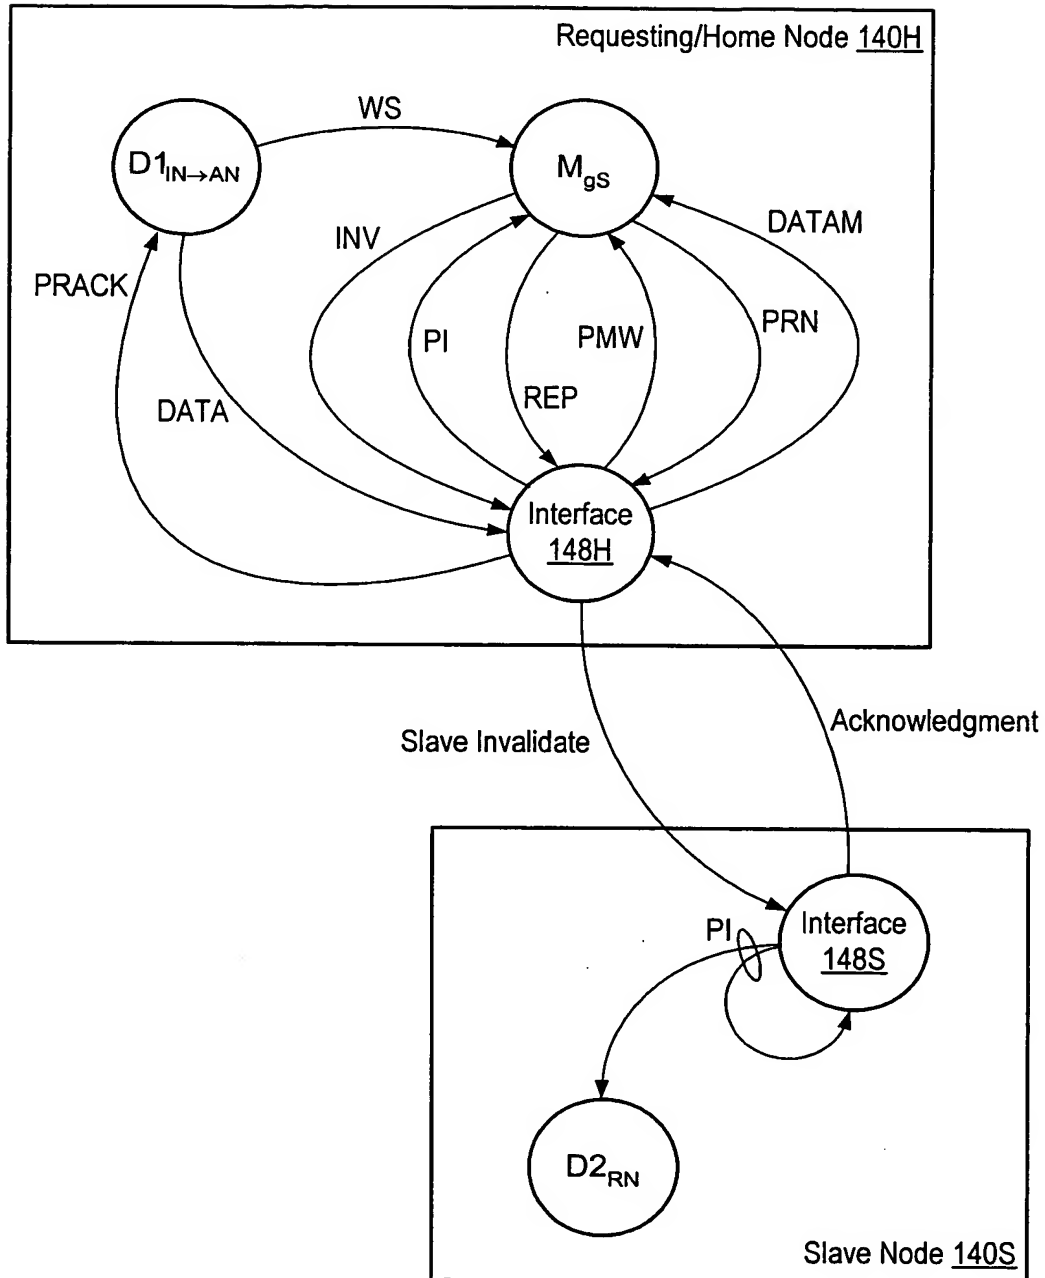 Requesting/Home Node 140H
WS
D1IN→AN
MgS
INV
DATAM
PRACK
PI
PMW
PRN
REP
DATA
Interface
148H
Slave Invalidate
Acknowledgment
PI
Interface
148S
D2RN
Slave Node 140S